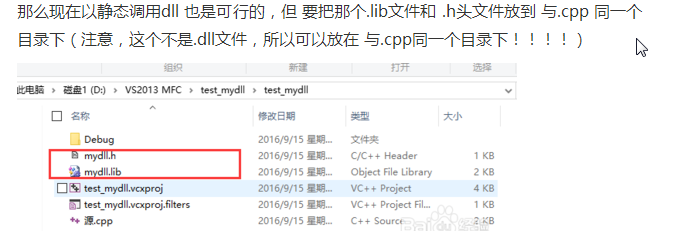 那么现在以静态调用dll 也是可行的，但 要把那个.lib文件和 .h头文件放到 与.cpp 同一个
目录下（注意，这个不是.dll文件，所以可以放在 与.cpp同一个目录下！！！！）
组织 新建 打开 选择
此电脑 > 磁盘1 (D:) > VS2013 MFC > test_mydll > test_mydll
名称 修改日期 类型 大小
Debug 2016/9/15 星期... 文件夹
mydll.h 2016/9/15 星期... C/C++ Header 1 KB
mydll.lib 2016/9/15 星期... Object File Library 2 KB
test_mydll.vcxproj 2016/9/15 星期... VC++ Project 4 KB
test_mydll.vcxproj.filters 2016/9/15 星期... VC++ Project Fil... 1 KB
源.cpp 2016/9/15 星期... C++ Source